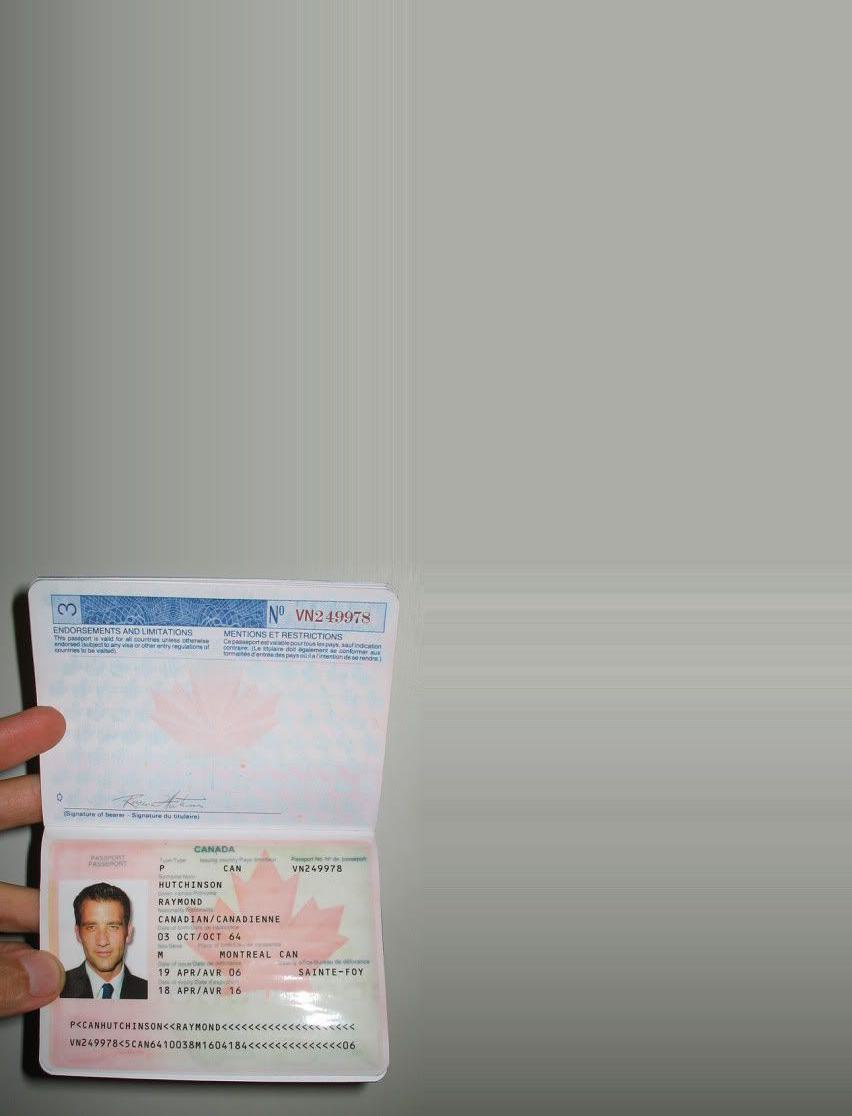 3 Nº VN249978
ENDORSEMENTS AND LIMITATIONS
This passport is valid for all countries unless otherwise
endorsed (subject to any visa or other entry regulations of
countries to be visited).
MENTIONS ET RESTRICTIONS
Ce passeport est valable pour tous les pays, sauf indication
contraire. (Le titulaire doit également se conformer aux
formalités d'entrée des pays où il a l'intention de se rendre.)
(Signature of bearer - Signature du titulaire)
CANADA
PASSPORT
PASSEPORT
Type/Type Issuing country/Pays émetteur Passport No./Nº de passeport
P CAN VN249978
Surname/Nom
HUTCHINSON
Given names/Prénoms
RAYMOND
CANADIAN/CANADIENNE
Date of birth/Date de naissance
03 OCT/OCT 64
Sex/Sexe Place of birth/Lieu de naissance
M MONTREAL CAN
Date of issue/Date de délivrance Issuing office/Bureau de délivrance
19 APR/AVR 06 SAINTE-FOY
Date of expiry/Date d'expiration
18 APR/AVR 16
P<CANHUTCHINSON<<RAYMOND<<<<<<<<<<<<<<<<<<<<
VN249978<5CAN6410038M1604184<<<<<<<<<<<<<<06